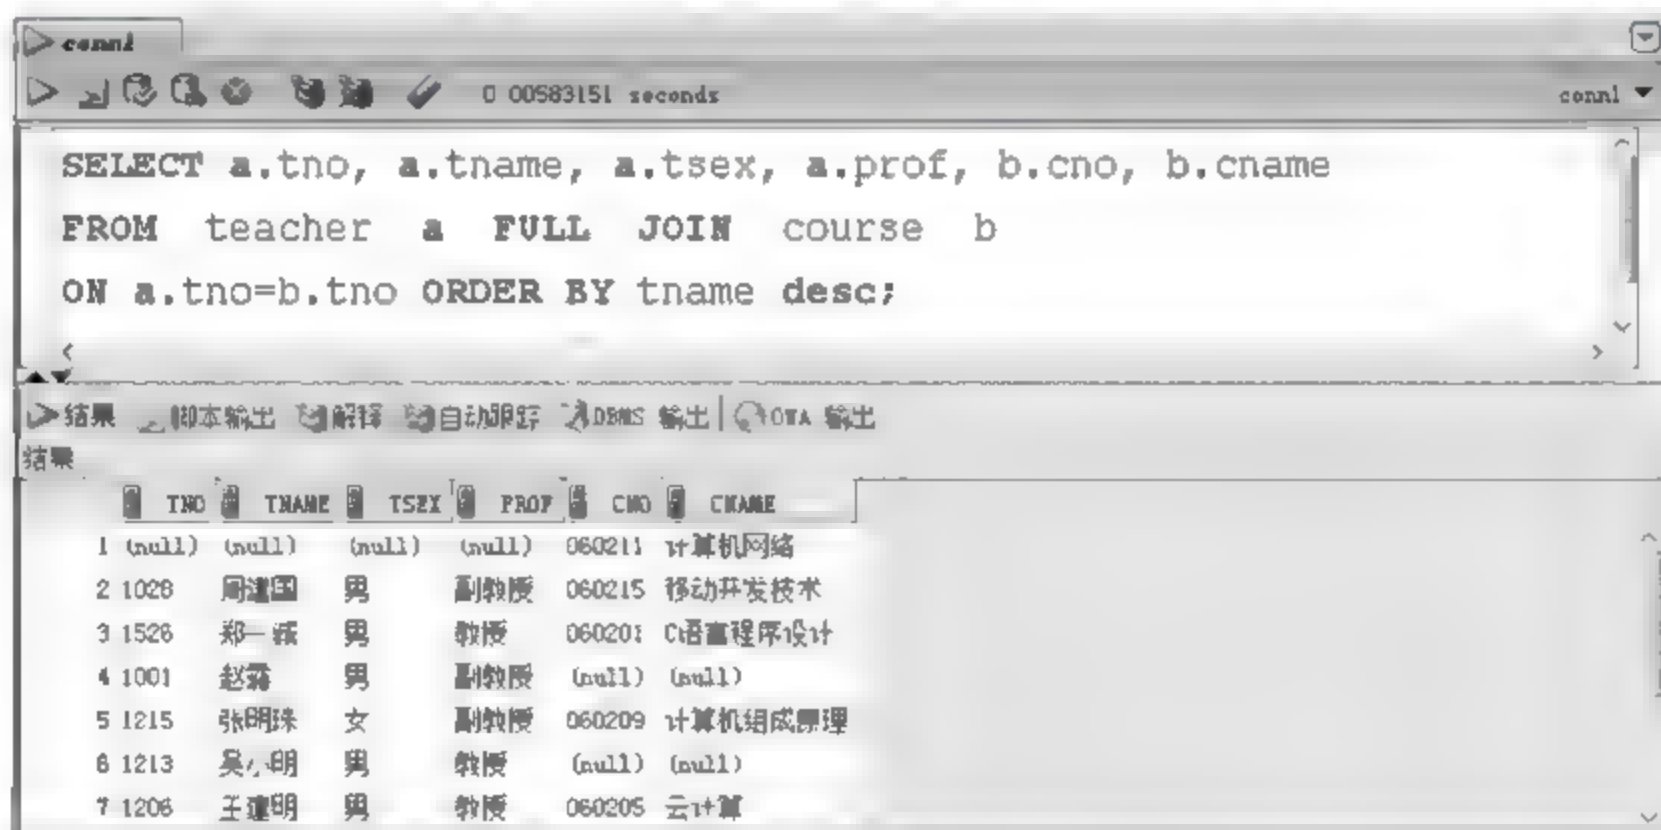 conn1
0 00583151 seconds conn1
SELECT a.tno, a.tname, a.tsex, a.prof, b.cno, b.cname
FROM teacher a FULL JOIN course b
ON a.tno=b.tno ORDER BY tname desc;
结果 脚本输出 解释 自动跟踪 DBMS 输出 OWA 输出
结果
TNO TNAME TSEX PROF CNO CNAME
1 (null) (null) (null) (null) 060211 计算机网络
2 1028 周建国 男 副教授 060215 移动开发技术
3 1526 郑一诚 男 教授 060201 C语言程序设计
4 1001 赵霜 男 副教授 (null) (null)
5 1215 张明珠 女 副教授 060209 计算机组成原理
6 1213 吴小明 男 教授 (null) (null)
7 1206 王建明 男 教授 060205 云计算